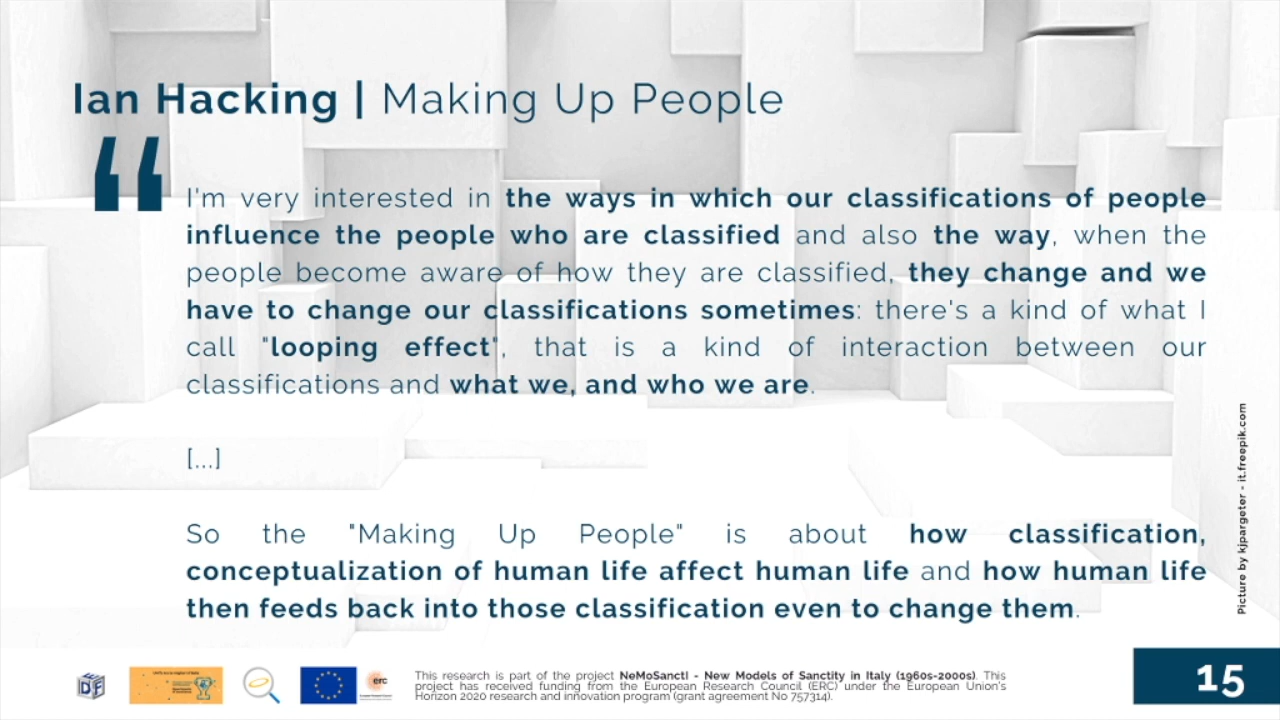 Ian Hacking | Making Up People
“
I'm very interested in the ways in which our classifications of people
influence the people who are classified and also the way, when the
people become aware of how they are classified, they change and we
have to change our classifications sometimes: there's a kind of what I
call "looping effect", that is a kind of interaction between our
classifications and what we, and who we are.
[...]
So the "Making Up People" is about how classification,
conceptualization of human life affect human life and how human life
then feeds back into those classification even to change them.
Picture by kjpargeter - it.freepik.com
DF
erc
This research is part of the project NeMoSanctI - New Models of Sanctity in Italy (1960s-2000s). This
project has received funding from the European Research Council (ERC) under the European Union's
Horizon 2020 research and innovation program (grant agreement No 757314).
15